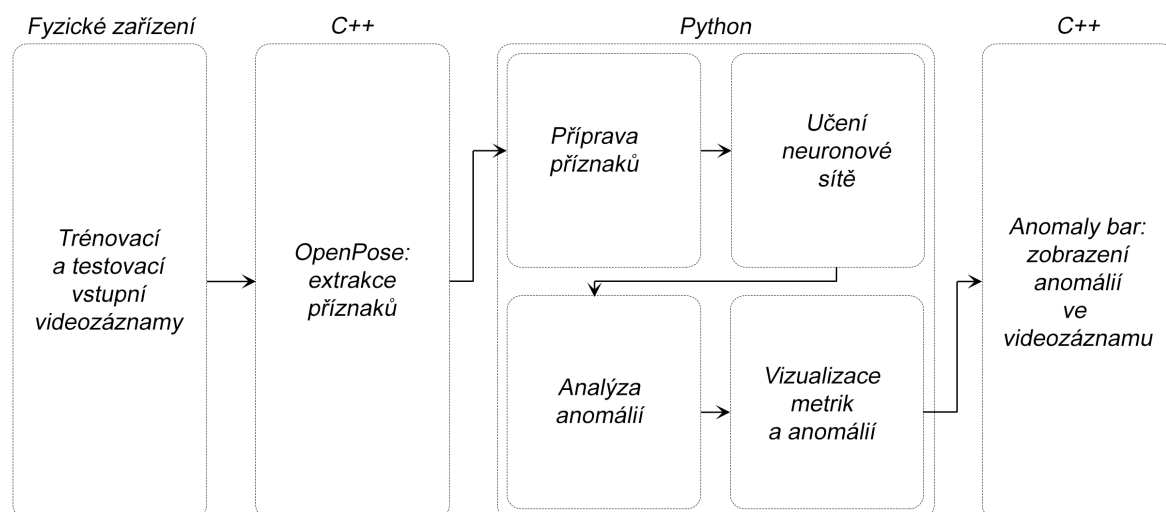 Fyzické zařízení
C++
Python
C++
Trénovací
a testovací
vstupní
videozáznamy
OpenPose:
extrakce
příznaků
Příprava
příznaků
Učení
neuronové
sítě
Analýza
anomálií
Vizualizace
metrik
a anomálií
Anomaly bar:
zobrazení
anomálií
ve
videozáznamu